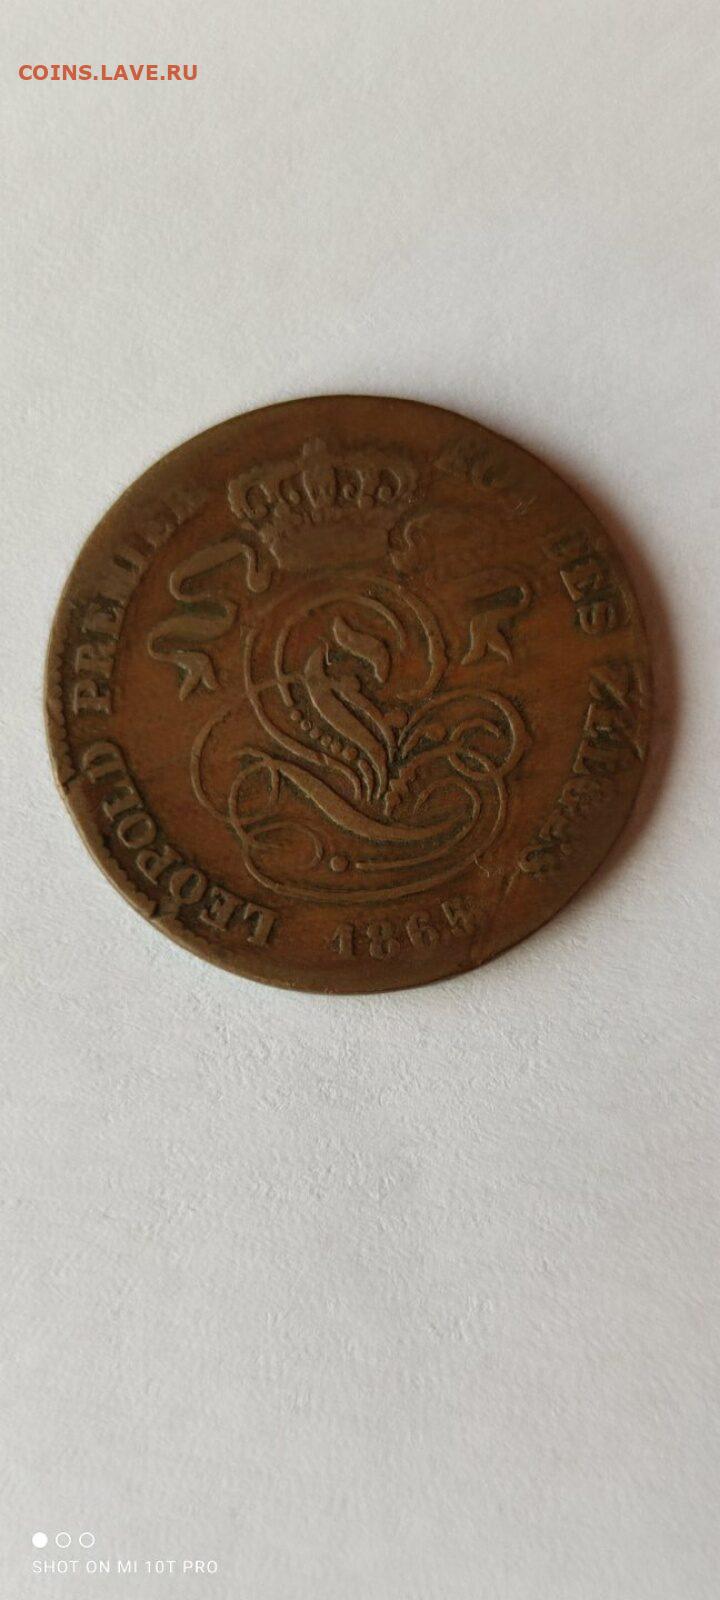 COINS.LAVE.RU
LEOPOLD PREMIER ROI DES BELGES
1865
SHOT ON MI 10T PRO